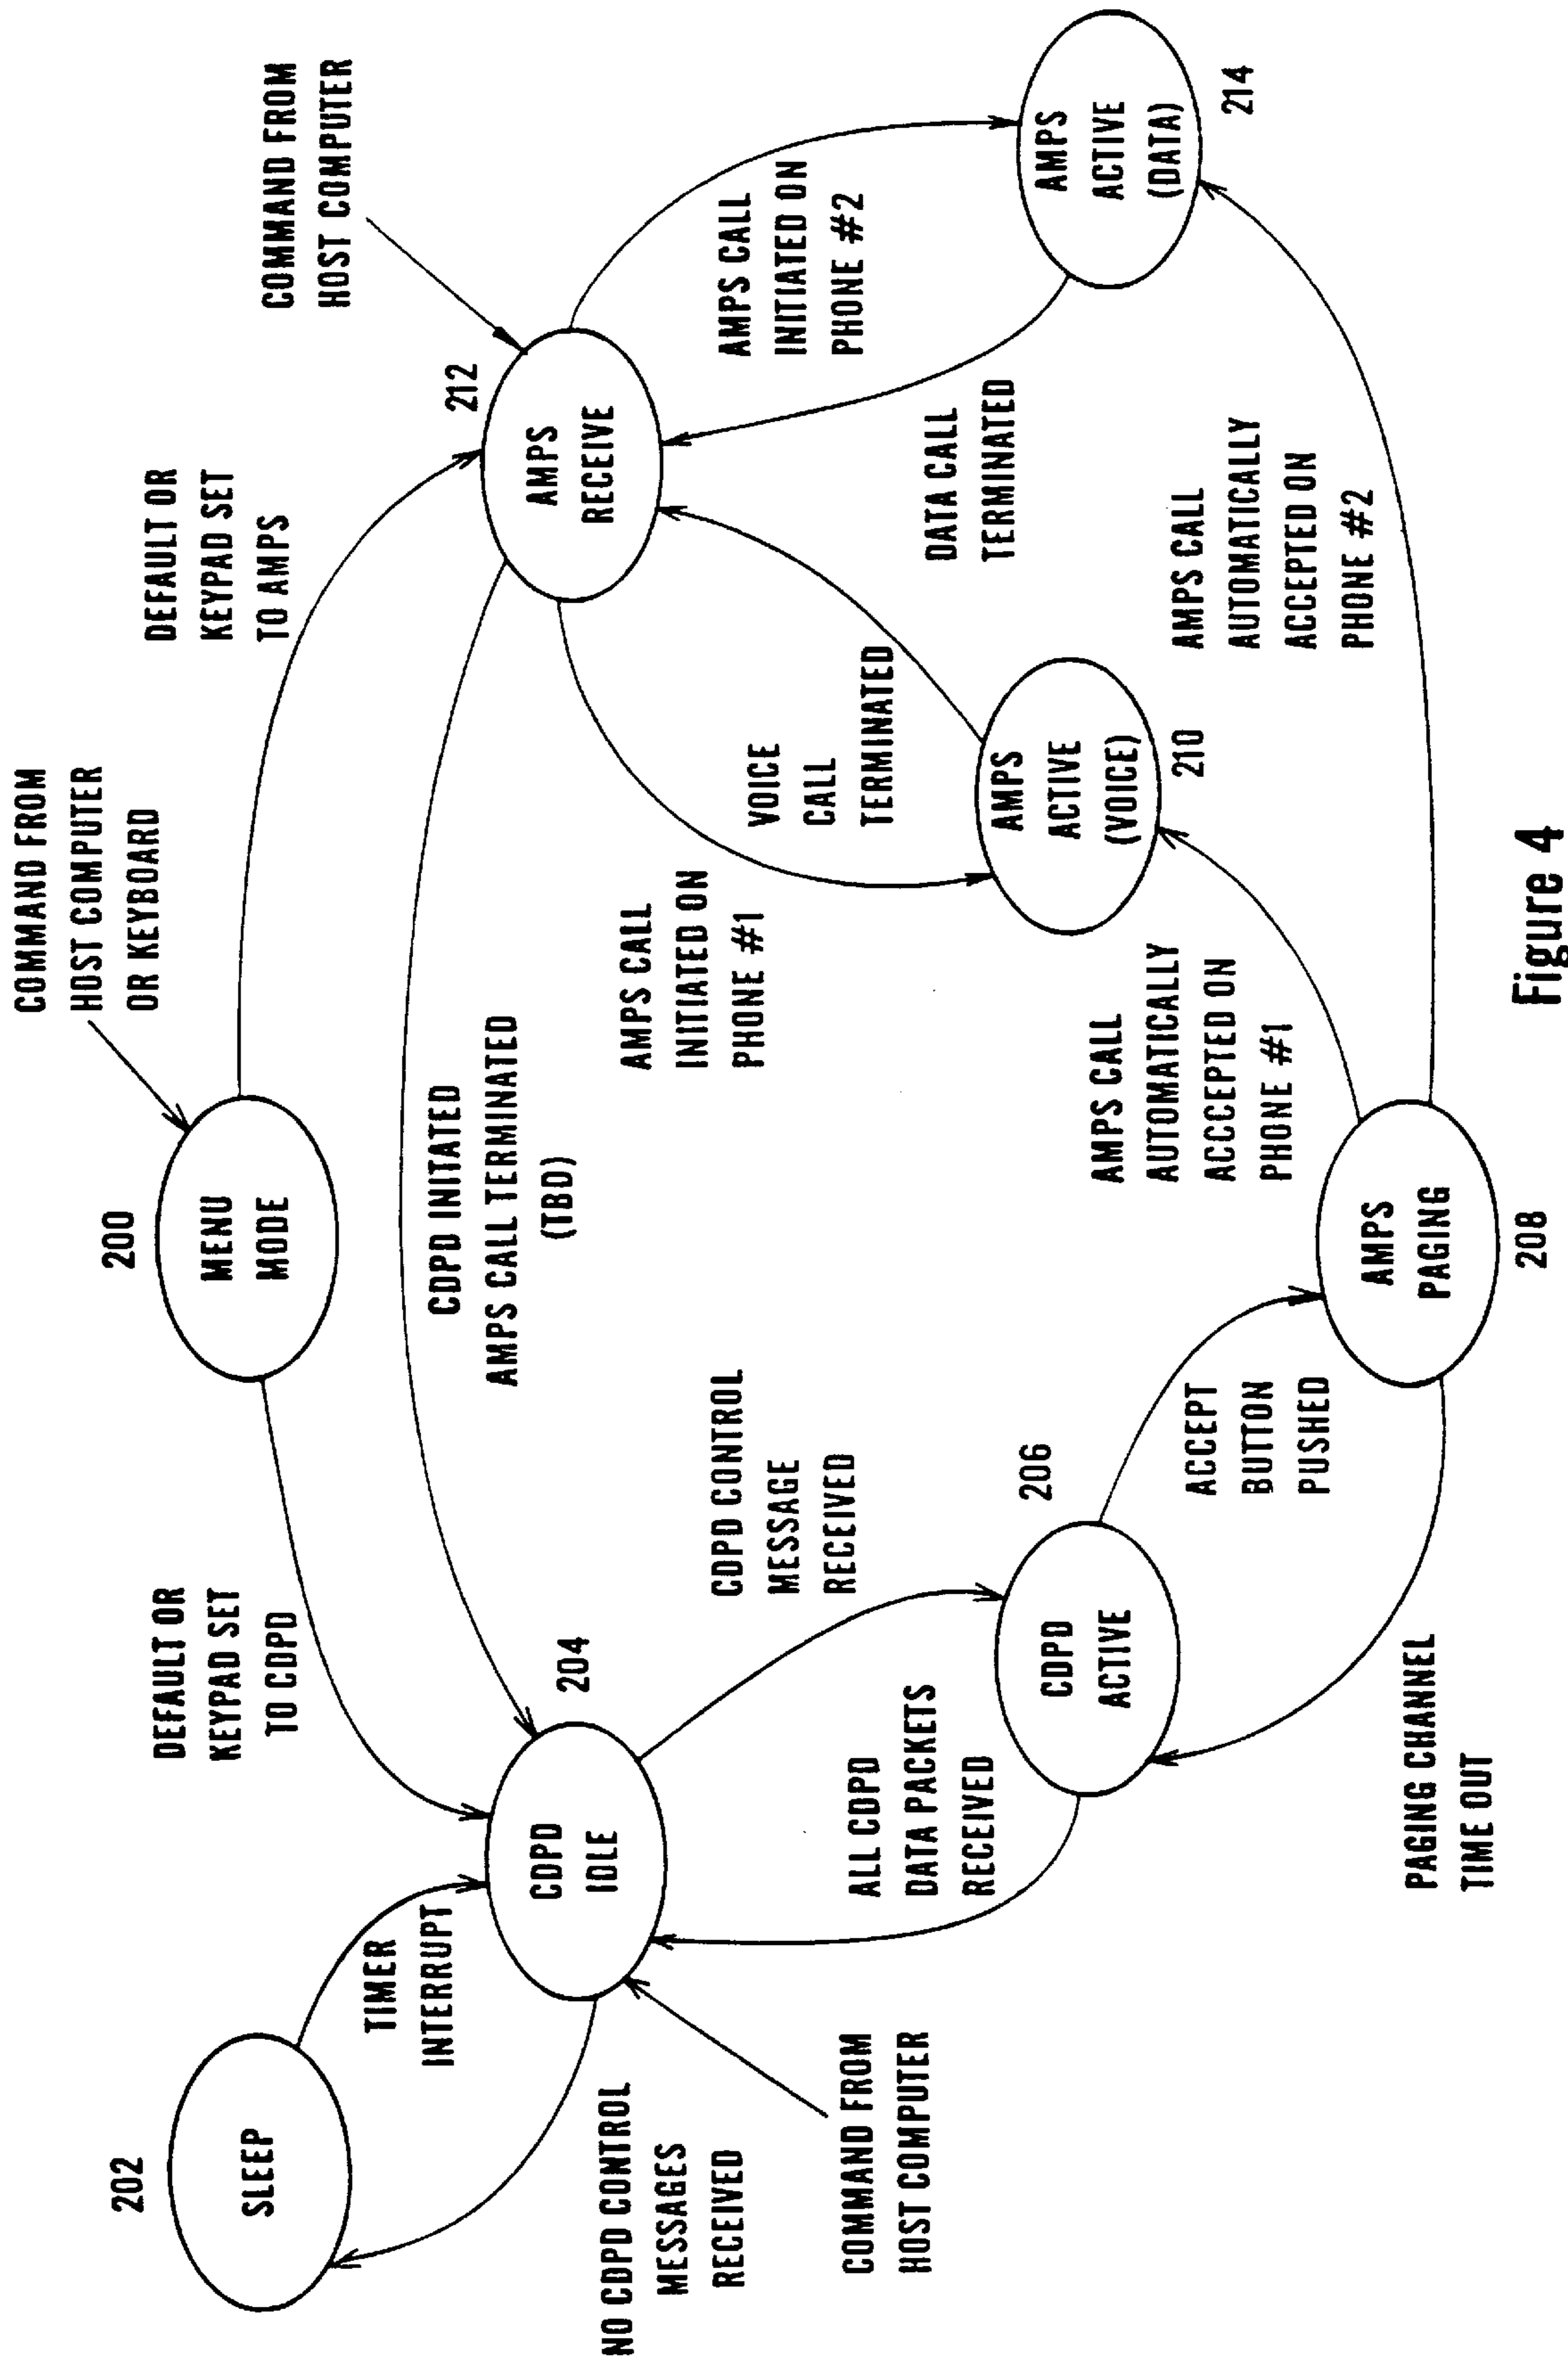 COMMAND FROM
HOST COMPUTER
OR KEYBOARD
200
MENU
MODE
DEFAULT OR
KEYPAD SET
TO CDPD
DEFAULT OR
KEYPAD SET
TO AMPS
COMMAND FROM
HOST COMPUTER
202
SLEEP
TIMER
INTERRUPT
CDPD
IDLE
204
CDPD INITATED
AMPS CALL TERMINATED
(TBD)
212
AMPS
RECEIVE
NO CDPD CONTROL
MESSAGES
RECEIVED
COMMAND FROM
HOST COMPUTER
ALL CDPD
DATA PACKETS
RECEIVED
CDPD CONTROL
MESSAGE
RECEIVED
AMPS CALL
INITIATED ON
PHONE #1
VOICE
CALL
TERMINATED
DATA CALL
TERMINATED
AMPS CALL
INITIATED ON
PHONE #2
206
CDPD
ACTIVE
AMPS
ACTIVE
(VOICE)
210
AMPS
ACTIVE
(DATA)
214
ACCEPT
BUTTON
PUSHED
AMPS CALL
AUTOMATICALLY
ACCCEPTED ON
PHONE #1
AMPS CALL
AUTOMATICALLY
ACCEPTED ON
PHONE #2
PAGING CHANNEL
TIME OUT
AMPS
PAGING
208
Figure 4